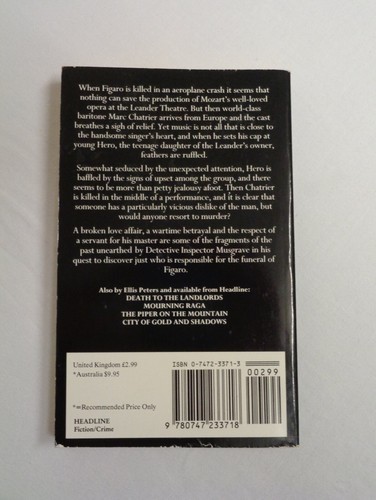 When Figaro is killed in an aeroplane crash it seems that
nothing can save the production of Mozart's well-loved
opera at the Leander Theatre. But then world-class
baritone Marc Chatrier arrives from Europe and the cast
breathes a sigh of relief. Yet music is not all that is close to
the handsome singer's heart, and when he sets his cap at
young Hero, the teenage daughter of the Leander's owner,
feathers are ruffled.
Somewhat seduced by the unexpected attention, Hero is
baffled by the signs of upset among the group, and there
seems to be more than petty jealousy afoot. Then Chatrier
is killed in the middle of a performance, and it is clear that
someone has a particularly vicious dislike of the man, but
would anyone resort to murder?
A broken love affair, a wartime betrayal and the respect of
a servant for his master are some of the fragments of the
past unearthed by Detective Inspector Musgrave in his
quest to discover just who is responsible for the funeral of
Figaro.
Also by Ellis Peters and available from Headline:
DEATH TO THE LANDLORDS
MOURNING RAGA
THE PIPER ON THE MOUNTAIN
CITY OF GOLD AND SHADOWS
United Kingdom £2.99
*Australia $9.95
*=Recommended Price Only
HEADLINE
Fiction/Crime
ISBN 0-7472-3371-3
00299
9 780747 233718